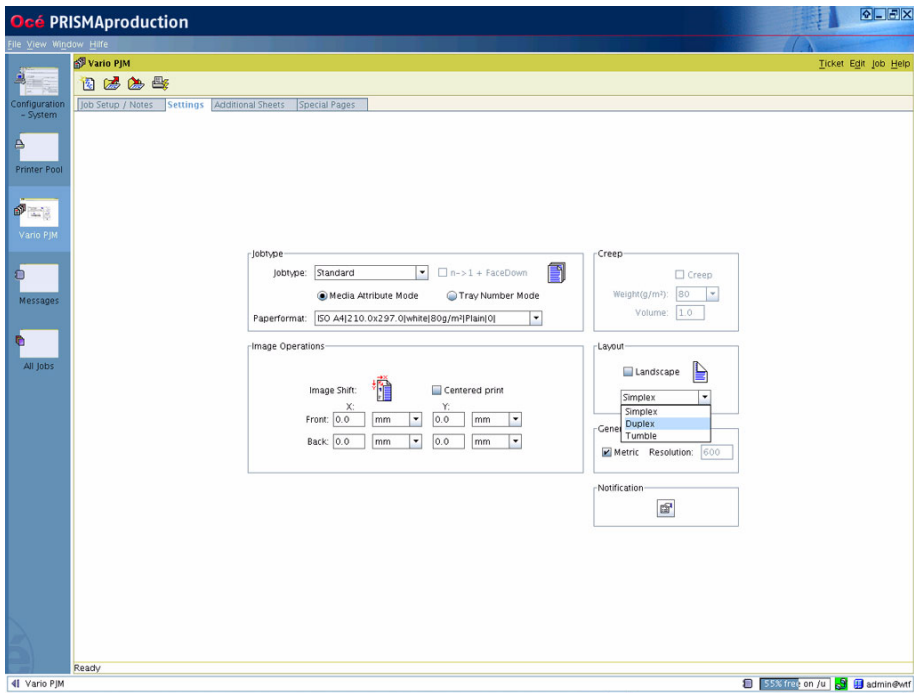 Océ PRISMAproduction
File View Window Hilfe
Vario PJM
Ticket Edit Job Help
Job Setup / Notes Settings Additional Sheets Special Pages
Configuration
- System
Printer Pool
Vario PJM
Messages
All Jobs
Jobtype
Jobtype: Standard n->1 + FaceDown
Media Attribute Mode Tray Number Mode
Paperformat: ISO A4|210.0x297.0|white|80g/m²|Plain|0|
Creep
Creep
Weight(g/m²): 80
Volume: 1.0
Image Operations
Image Shift: Centered print
X: Y:
Front: 0.0 mm 0.0 mm
Back: 0.0 mm 0.0 mm
Layout
Landscape
Simplex
Simplex
Duplex
Tumble
Gene
Metric Resolution: 600
Notification
Ready
Vario PJM
55% free on /u
admin@wtf